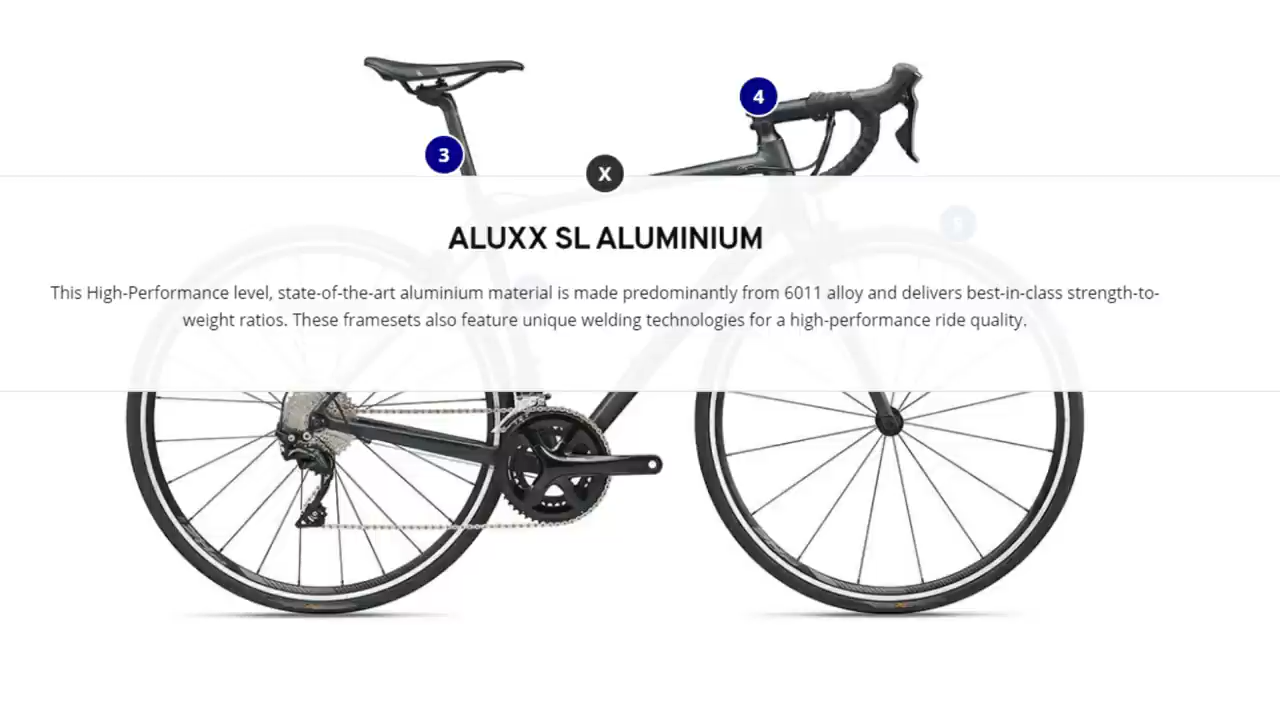 4
3
X
ALUXX SL ALUMINIUM
This High-Performance level, state-of-the-art aluminium material is made predominantly from 6011 alloy and delivers best-in-class strength-to-
weight ratios. These framesets also feature unique welding technologies for a high-performance ride quality.